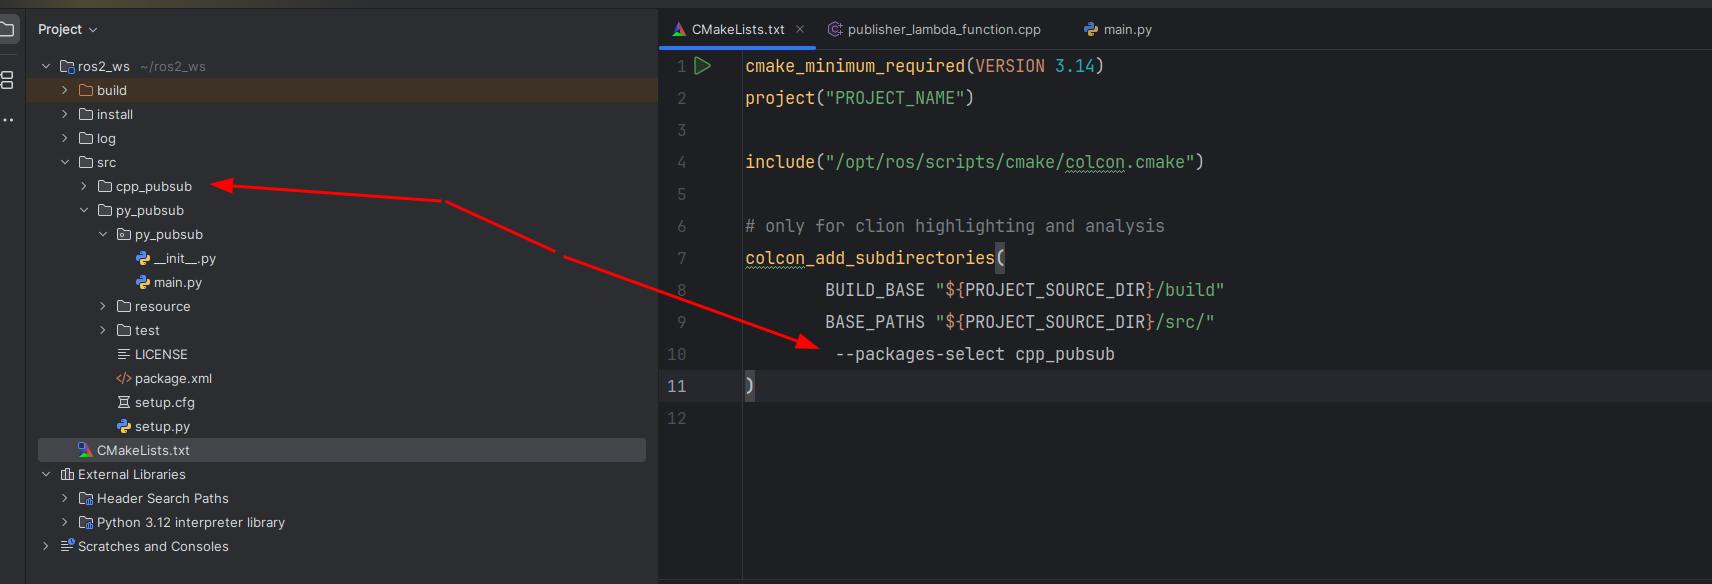 Project
ros2_ws ~/ros2_ws
build
install
log
src
cpp_pubsub
py_pubsub
py_pubsub
__init__.py
main.py
resource
test
LICENSE
package.xml
setup.cfg
setup.py
CMakeLists.txt
External Libraries
Header Search Paths
Python 3.12 interpreter library
Scratches and Consoles
CMakeLists.txt publisher_lambda_function.cpp main.py
1 cmake_minimum_required(VERSION 3.14)
2 project("PROJECT_NAME")
3
4 include("/opt/ros/scripts/cmake/colcon.cmake")
5
6 # only for clion highlighting and analysis
7 colcon_add_subdirectories(
8 BUILD_BASE "${PROJECT_SOURCE_DIR}/build"
9 BASE_PATHS "${PROJECT_SOURCE_DIR}/src/"
10 --packages-select cpp_pubsub
11 )
12